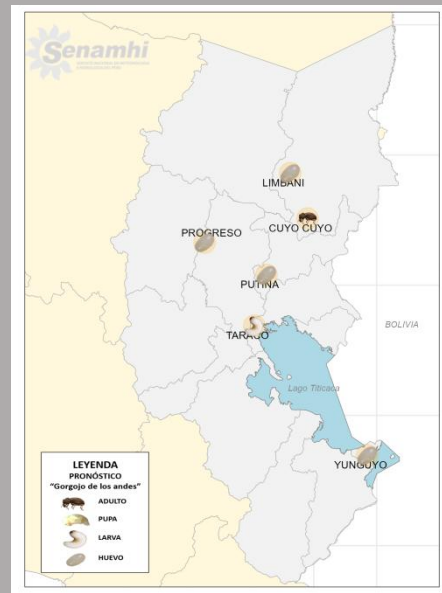 Senamhi
LIMBANI
CUYO CUYO
PROGRESO
PUTINA
TARACO
BOLIVIA
Lago Titicaca
YUNGUYO
LEYENDA
PRONÓSTICO
"Gorgojo de los andes"
ADULTO
PUPA
LARVA
HUEVO